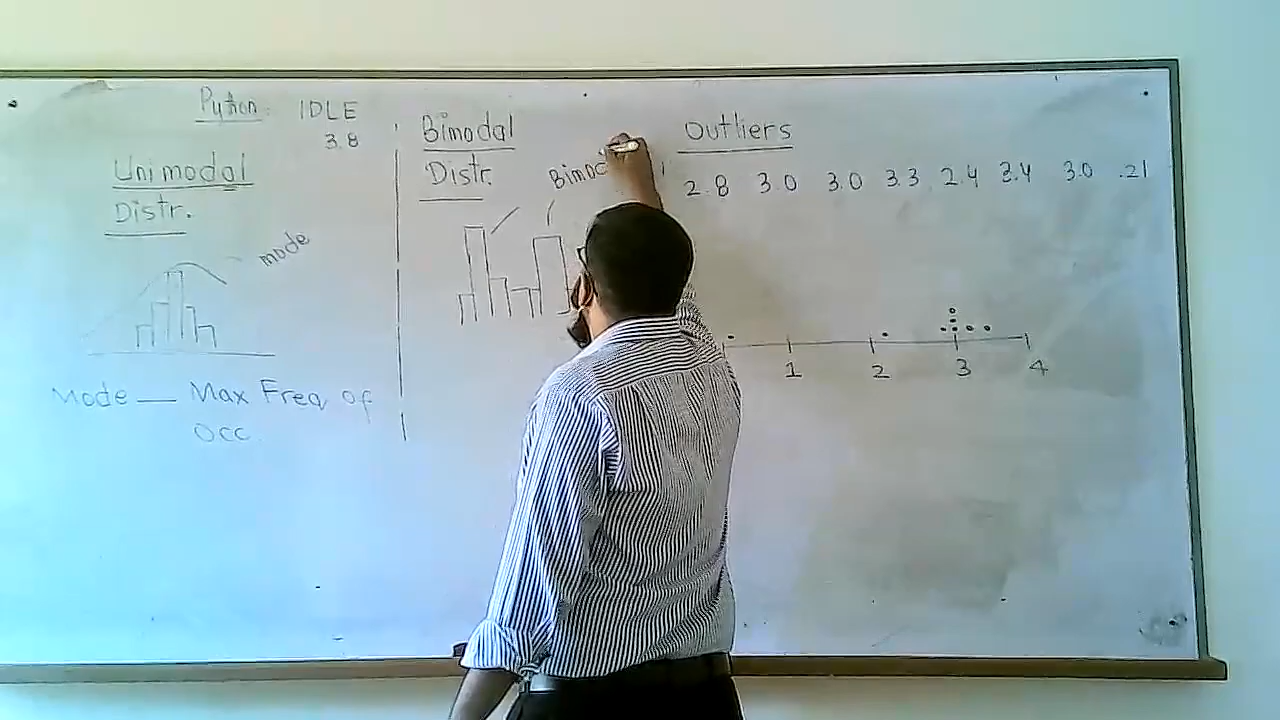 Python: IDLE
3.8
Unimodal
Distr.
mode
Mode — Max Freq of
Occ.
Bimodal
Distr.
Outliers
2.8 3.0 3.0 3.3 2.4 3.4 3.0 .21
1 2 3 4